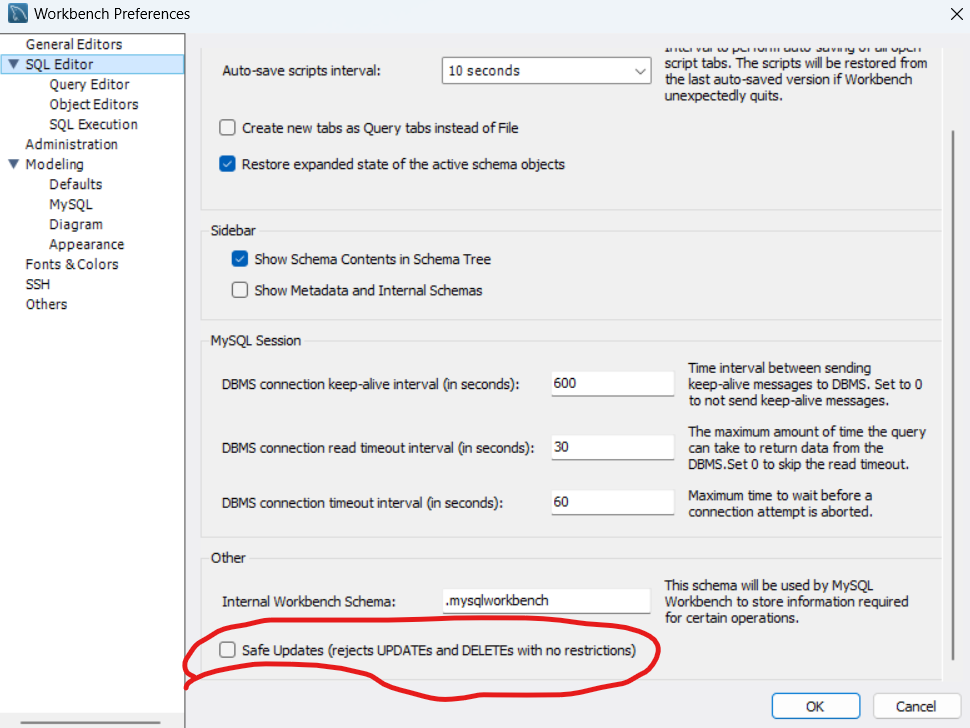 Workbench Preferences
General Editors
SQL Editor
Query Editor
Object Editors
SQL Execution
Administration
Modeling
Defaults
MySQL
Diagram
Appearance
Fonts & Colors
SSH
Others
Auto-save scripts interval:
10 seconds
Interval to perform auto-saving of all open
script tabs. The scripts will be restored from
the last auto-saved version if Workbench
unexpectedly quits.
Create new tabs as Query tabs instead of File
Restore expanded state of the active schema objects
Sidebar
Show Schema Contents in Schema Tree
Show Metadata and Internal Schemas
MySQL Session
DBMS connection keep-alive interval (in seconds):
600
Time interval between sending
keep-alive messages to DBMS. Set to 0
to not send keep-alive messages.
DBMS connection read timeout interval (in seconds):
30
The maximum amount of time the query
can take to return data from the
DBMS.Set 0 to skip the read timeout.
DBMS connection timeout interval (in seconds):
60
Maximum time to wait before a
connection attempt is aborted.
Other
Internal Workbench Schema:
.mysqlworkbench
This schema will be used by MySQL
Workbench to store information required
for certain operations.
Safe Updates (rejects UPDATEs and DELETEs with no restrictions)
OK
Cancel